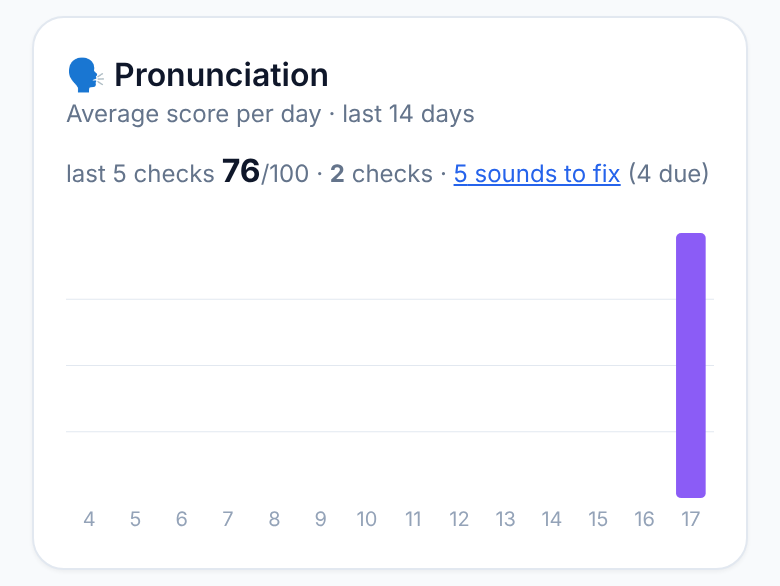 🗣️ Pronunciation
Average score per day · last 14 days
last 5 checks 76/100 · 2 checks · 5 sounds to fix (4 due)
4 5 6 7 8 9 10 11 12 13 14 15 16 17